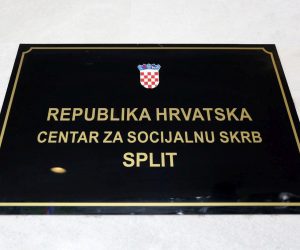 REPUBLIKA HRVATSKA
CENTAR ZA SOCIJALNU SKRB
SPLIT